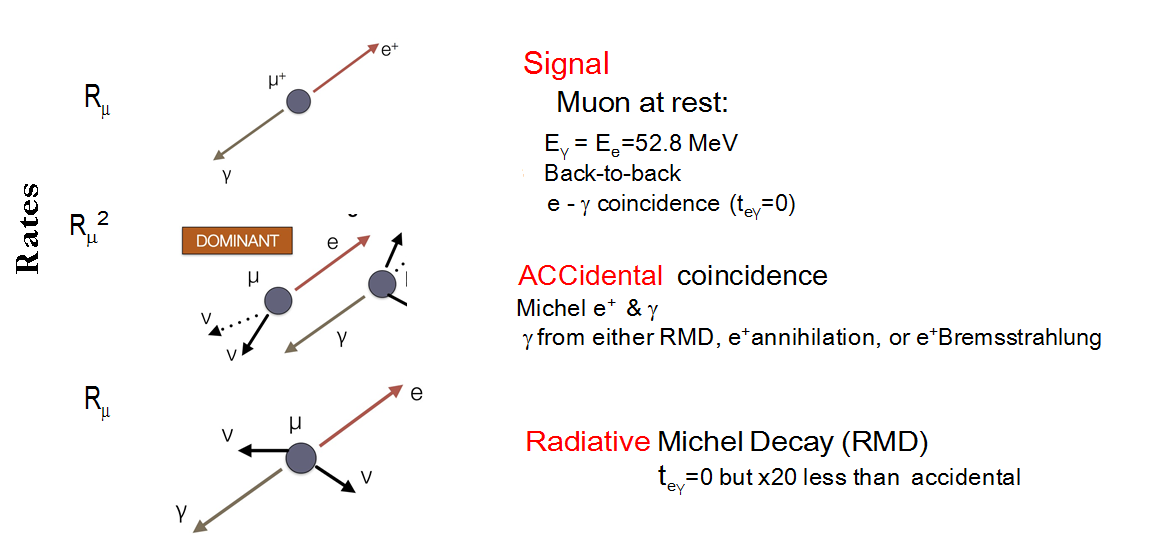 Rates
Rμ
μ+
e+
γ
Signal
Muon at rest:
Eγ = Ee=52.8 MeV
Back-to-back
e - γ coincidence (teγ=0)
Rμ2
DOMINANT
e
μ
ν
ν
γ
ACCidental coincidence
Michel e+ & γ
γ from either RMD, e+annihilation, or e+Bremsstrahlung
Rμ
e
μ
ν
ν
γ
Radiative Michel Decay (RMD)
teγ=0 but x20 less than accidental